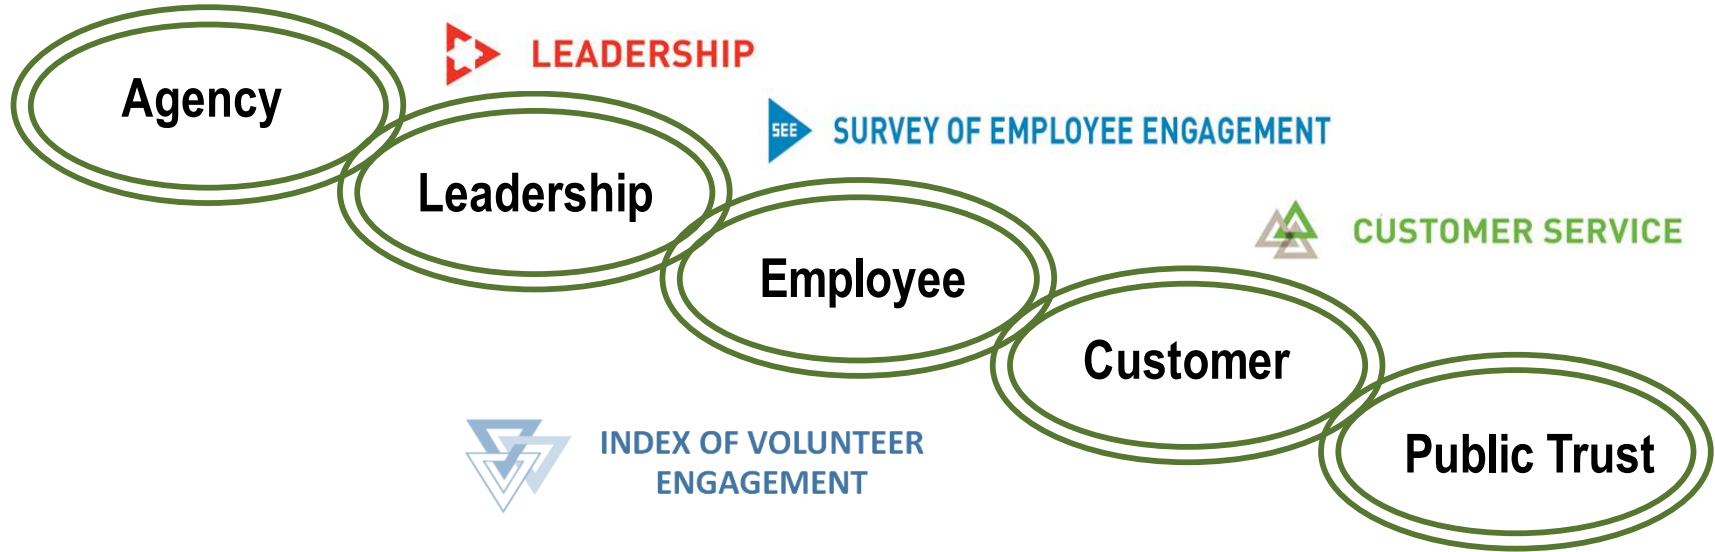 Agency
LEADERSHIP
SEE
SURVEY OF EMPLOYEE ENGAGEMENT
Leadership
CUSTOMER SERVICE
Employee
Customer
INDEX OF VOLUNTEER
ENGAGEMENT
Public Trust